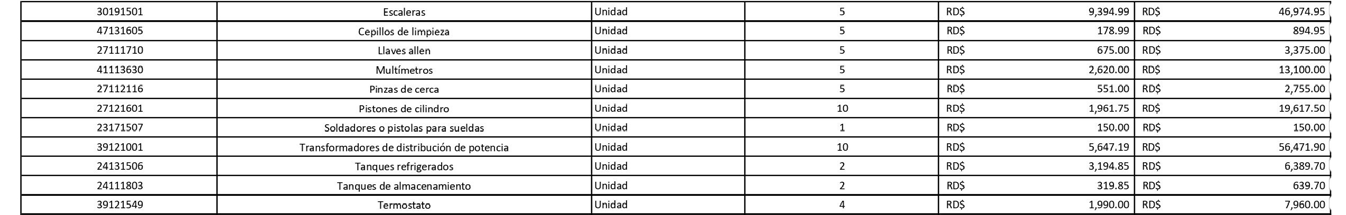 30191501 Escaleras Unidad 5 RD$ 9,394.99 RD$ 46,974.95
47131605 Cepillos de limpieza Unidad 5 RD$ 178.99 RD$ 894.95
27111710 Llaves allen Unidad 5 RD$ 675.00 RD$ 3,375.00
41113630 Multímetros Unidad 5 RD$ 2,620.00 RD$ 13,100.00
27112116 Pinzas de cerca Unidad 5 RD$ 551.00 RD$ 2,755.00
27121601 Pistones de cilindro Unidad 10 RD$ 1,961.75 RD$ 19,617.50
23171507 Soldadores o pistolas para sueldas Unidad 1 RD$ 150.00 RD$ 150.00
39121001 Transformadores de distribución de potencia Unidad 10 RD$ 5,647.19 RD$ 56,471.90
24131506 Tanques refrigerados Unidad 2 RD$ 3,194.85 RD$ 6,389.70
24111803 Tanques de almacenamiento Unidad 2 RD$ 319.85 RD$ 639.70
39121549 Termostato Unidad 4 RD$ 1,990.00 RD$ 7,960.00